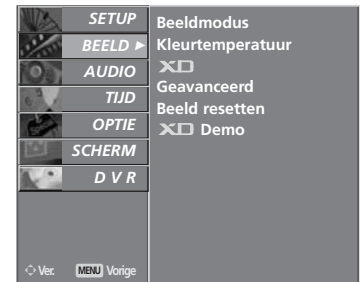 SETUP
BEELD ►
AUDIO
TIJD
OPTIE
SCHERM
D V R
Beeldmodus
Kleurtemperatuur
XD
Geavanceerd
Beeld resetten
XD Demo
Ver.
MENU Vorige